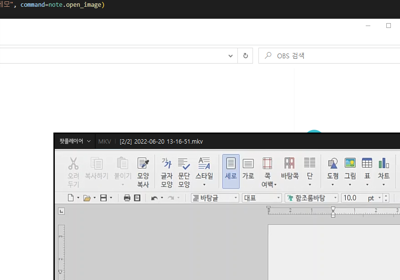 메모", command=note.open_image)
OBS 검색
팟플레이어 MKV [2/2] 2022-06-20 13-16-51.mkv
오려 두기 복사하기 붙이기 모양 복사 글자 모양 문단 모양 스타일 세로 가로 쪽 여백 바탕쪽 단 도형 그림 표 차트
바탕글 대표 함초롬바탕 10.0 pt